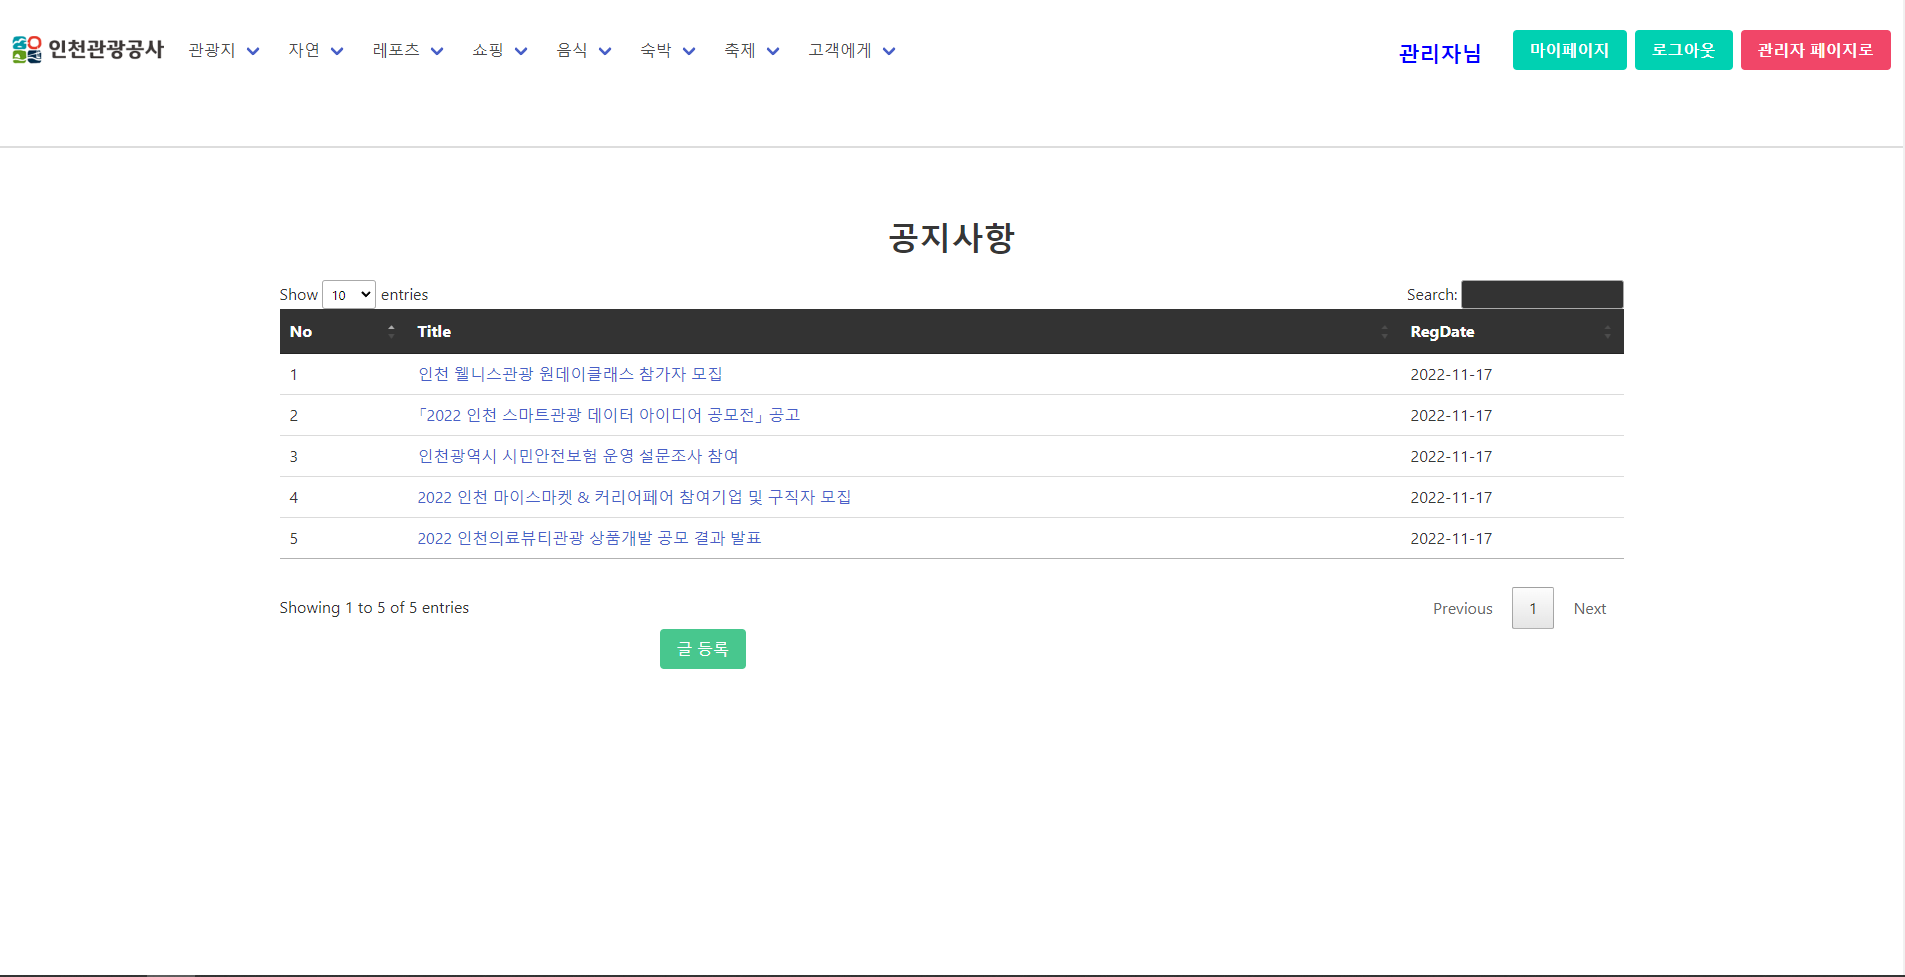 인천관광공사 관광지 자연 레포츠 쇼핑 음식 숙박 축제 고객에게 관리자님 마이페이지 로그아웃 관리자 페이지로
공지사항
Show 10 entries Search:
No Title RegDate
1 인천 웰니스관광 원데이클래스 참가자 모집 2022-11-17
2 「2022 인천 스마트관광 데이터 아이디어 공모전」 공고 2022-11-17
3 인천광역시 시민안전보험 운영 설문조사 참여 2022-11-17
4 2022 인천 마이스마켓 & 커리어페어 참여기업 및 구직자 모집 2022-11-17
5 2022 인천의료뷰티관광 상품개발 공모 결과 발표 2022-11-17
Showing 1 to 5 of 5 entries Previous 1 Next
글 등록